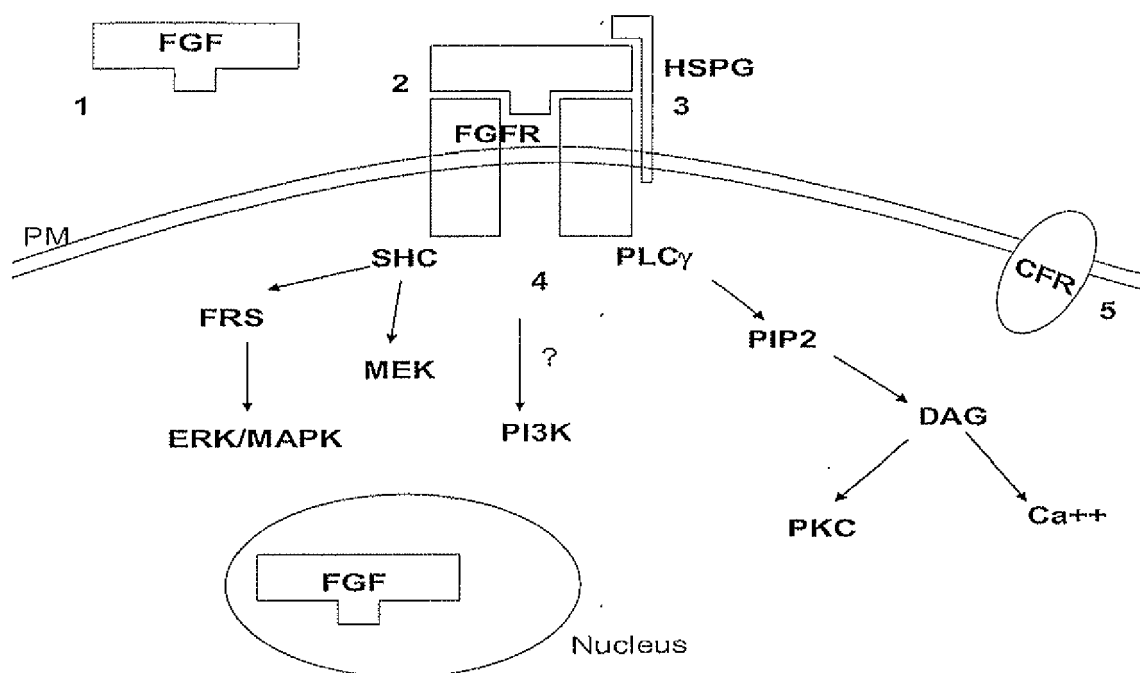 FGF
1
2
HSPG
3
FGFR
PM
SHC
PLCγ
4
CFR
5
FRS
MEK
?
PIP2
ERK/MAPK
PI3K
DAG
PKC
Ca++
FGF
Nucleus